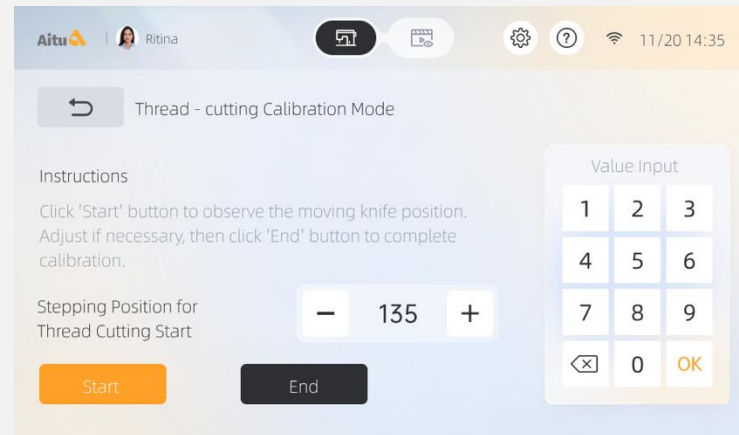 Aitu
Ritina
11/20 14:35
Thread - cutting Calibration Mode
Instructions
Click 'Start' button to observe the moving knife position.
Adjust if necessary, then click 'End' button to complete
calibration.
Stepping Position for
Thread Cutting Start
− 135 +
Start
End
Value Input
1 2 3
4 5 6
7 8 9
0 OK